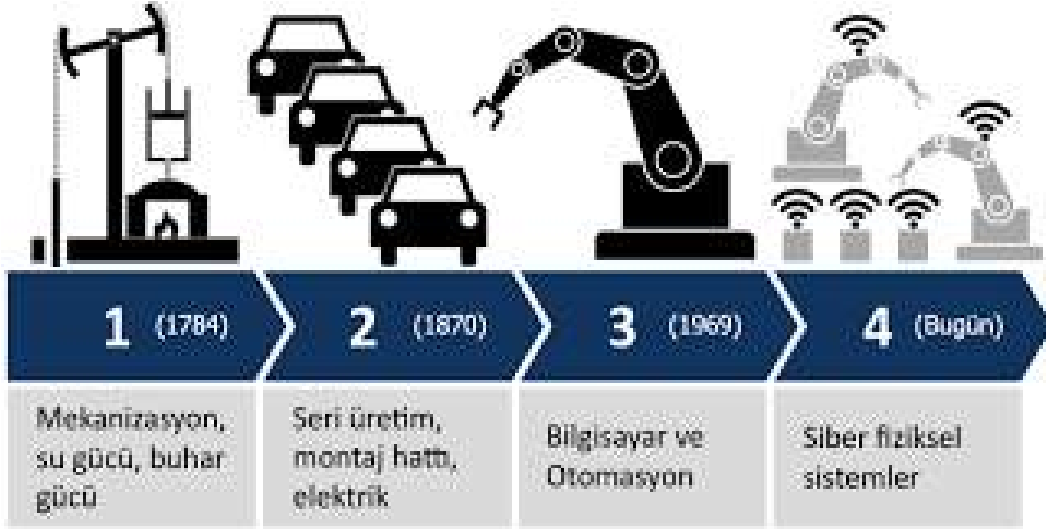 1 (1784)
2 (1870)
3 (1969)
4 (Bugün)
Mekanizasyon,
su gücü, buhar
gücü
Seri üretim,
montaj hattı,
elektrik
Bilgisayar ve
Otomasyon
Siber fiziksel
sistemler